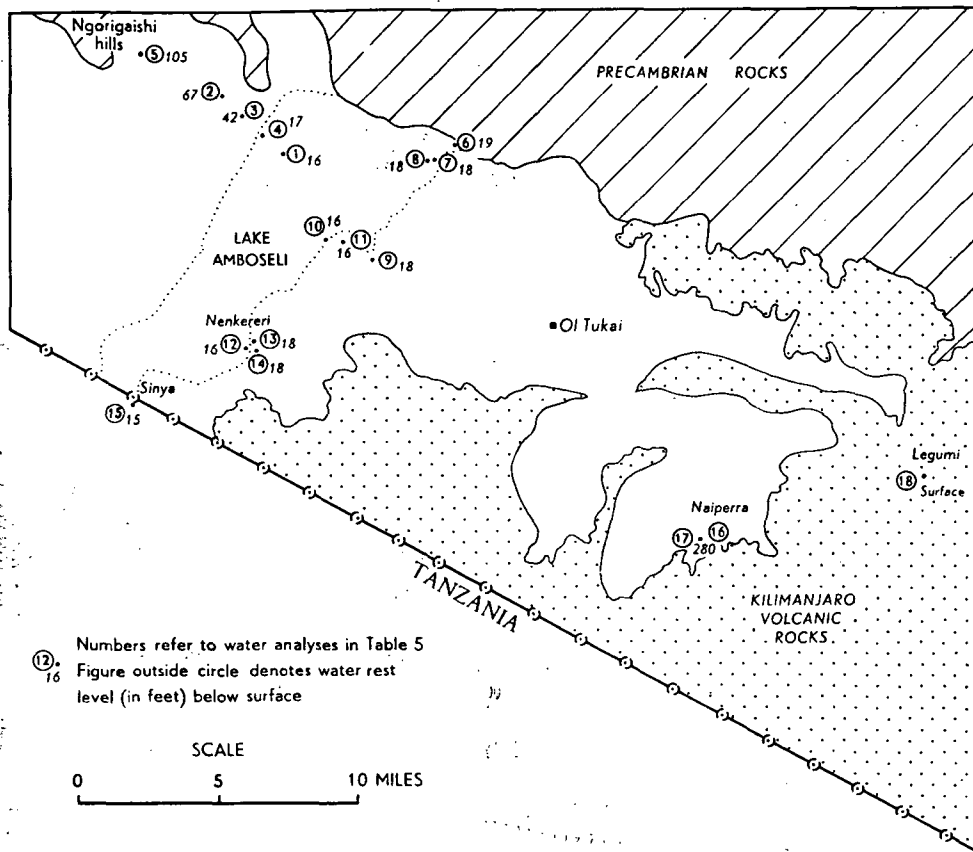 Ngorigaishi
hills
⑤ 105
PRECAMBRIAN ROCKS
67 ②
42 ③
④ 17
① 16
⑥ 19
18 ⑧ ⑦ 18
⑩ 16
16 ⑪
⑨ 18
LAKE
AMBOSELI
Nenkereri
16 ⑫ ⑬ 18
⑭ 18
Ol Tukai
Sinya
⑮ 15
Legumi
⑱ Surface
Naiperra
⑰ 280 ⑯
TANZANIA
KILIMANJARO
VOLCANIC
ROCKS
Numbers refer to water analyses in Table 5
⑫ 16 Figure outside circle denotes water rest
level (in feet) below surface
SCALE
0 5 10 MILES